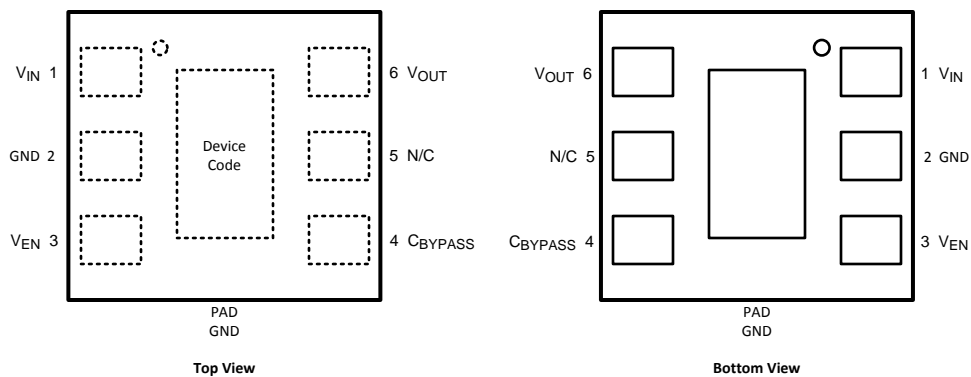 VIN 1
6 VOUT
GND 2
Device
Code
5 N/C
VEN 3
4 CBYPASS
PAD
GND
Top View
VOUT 6
1 VIN
N/C 5
2 GND
CBYPASS 4
3 VEN
PAD
GND
Bottom View